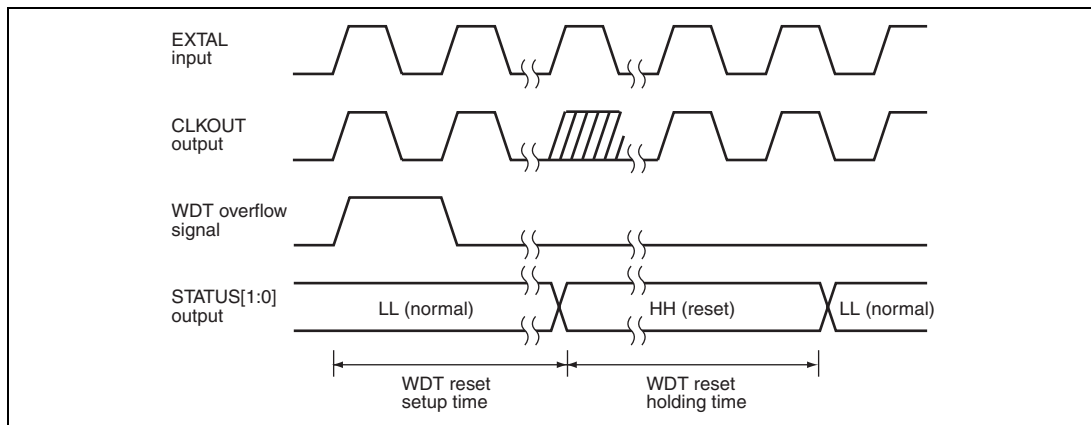 EXTAL
input
CLKOUT
output
WDT overflow
signal
STATUS[1:0]
output
LL (normal)
HH (reset)
LL (normal)
WDT reset
setup time
WDT reset
holding time